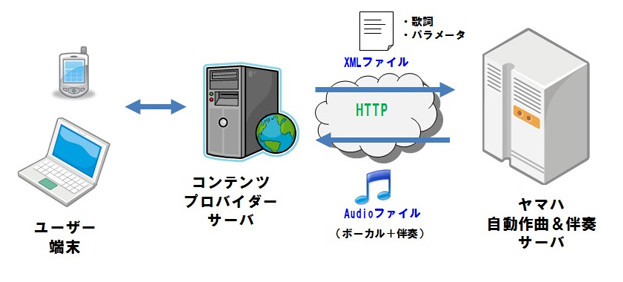 ・歌詞
・パラメータ
XMLファイル
HTTP
Audioファイル
(ボーカル＋伴奏)
ユーザー
端末
コンテンツ
プロバイダー
サーバ
ヤマハ
自動作曲＆伴奏
サーバ